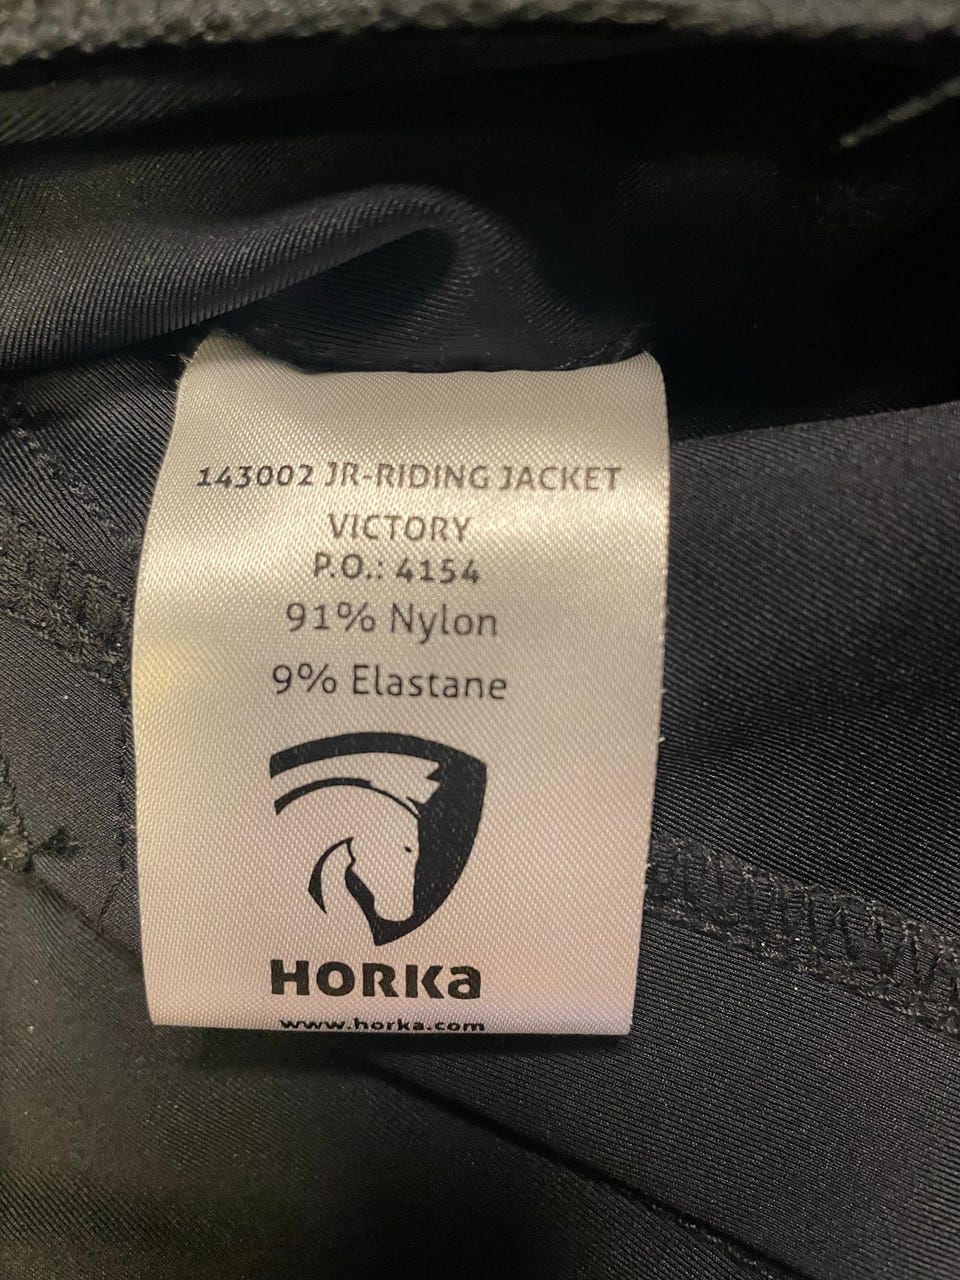 143002 JR-RIDING JACKET
VICTORY
P.O.: 4154
91% Nylon
9% Elastane
HORKa
www.horka.com